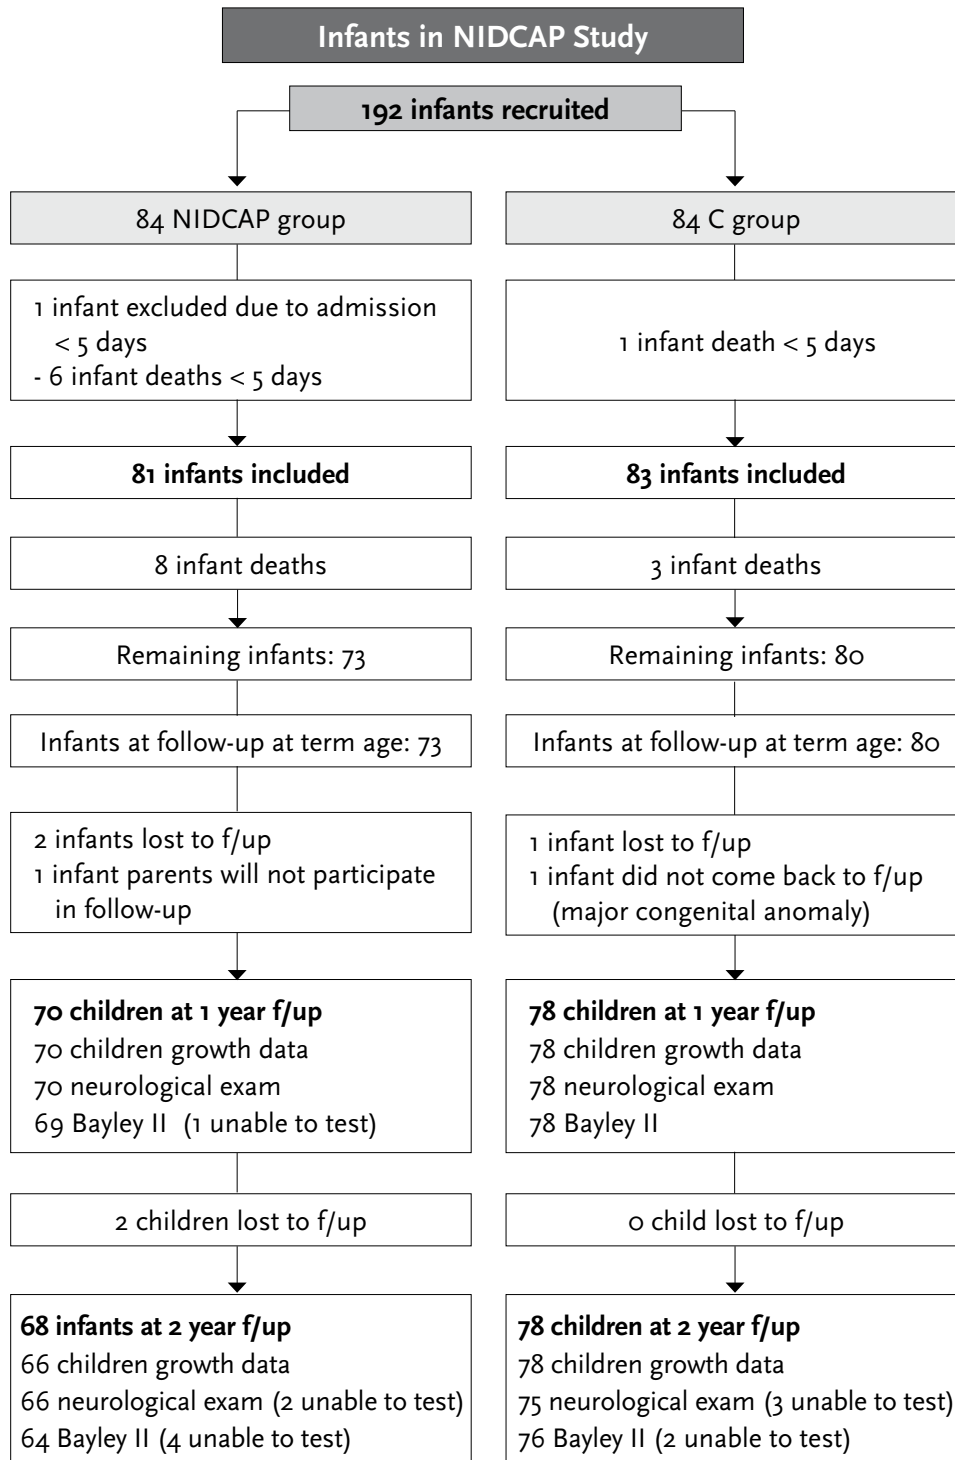 Infants in NIDCAP Study
192 infants recruited
84 NIDCAP group
1 infant excluded due to admission
< 5 days
- 6 infant deaths < 5 days
81 infants included
8 infant deaths
Remaining infants: 73
Infants at follow-up at term age: 73
2 infants lost to f/up
1 infant parents will not participate
in follow-up
70 children at 1 year f/up
70 children growth data
70 neurological exam
69 Bayley II (1 unable to test)
2 children lost to f/up
68 infants at 2 year f/up
66 children growth data
66 neurological exam (2 unable to test)
64 Bayley II (4 unable to test)
84 C group
1 infant death < 5 days
83 infants included
3 infant deaths
Remaining infants: 80
Infants at follow-up at term age: 80
1 infant lost to f/up
1 infant did not come back to f/up
(major congenital anomaly)
78 children at 1 year f/up
78 children growth data
78 neurological exam
78 Bayley II
0 child lost to f/up
78 children at 2 year f/up
78 children growth data
75 neurological exam (3 unable to test)
76 Bayley II (2 unable to test)